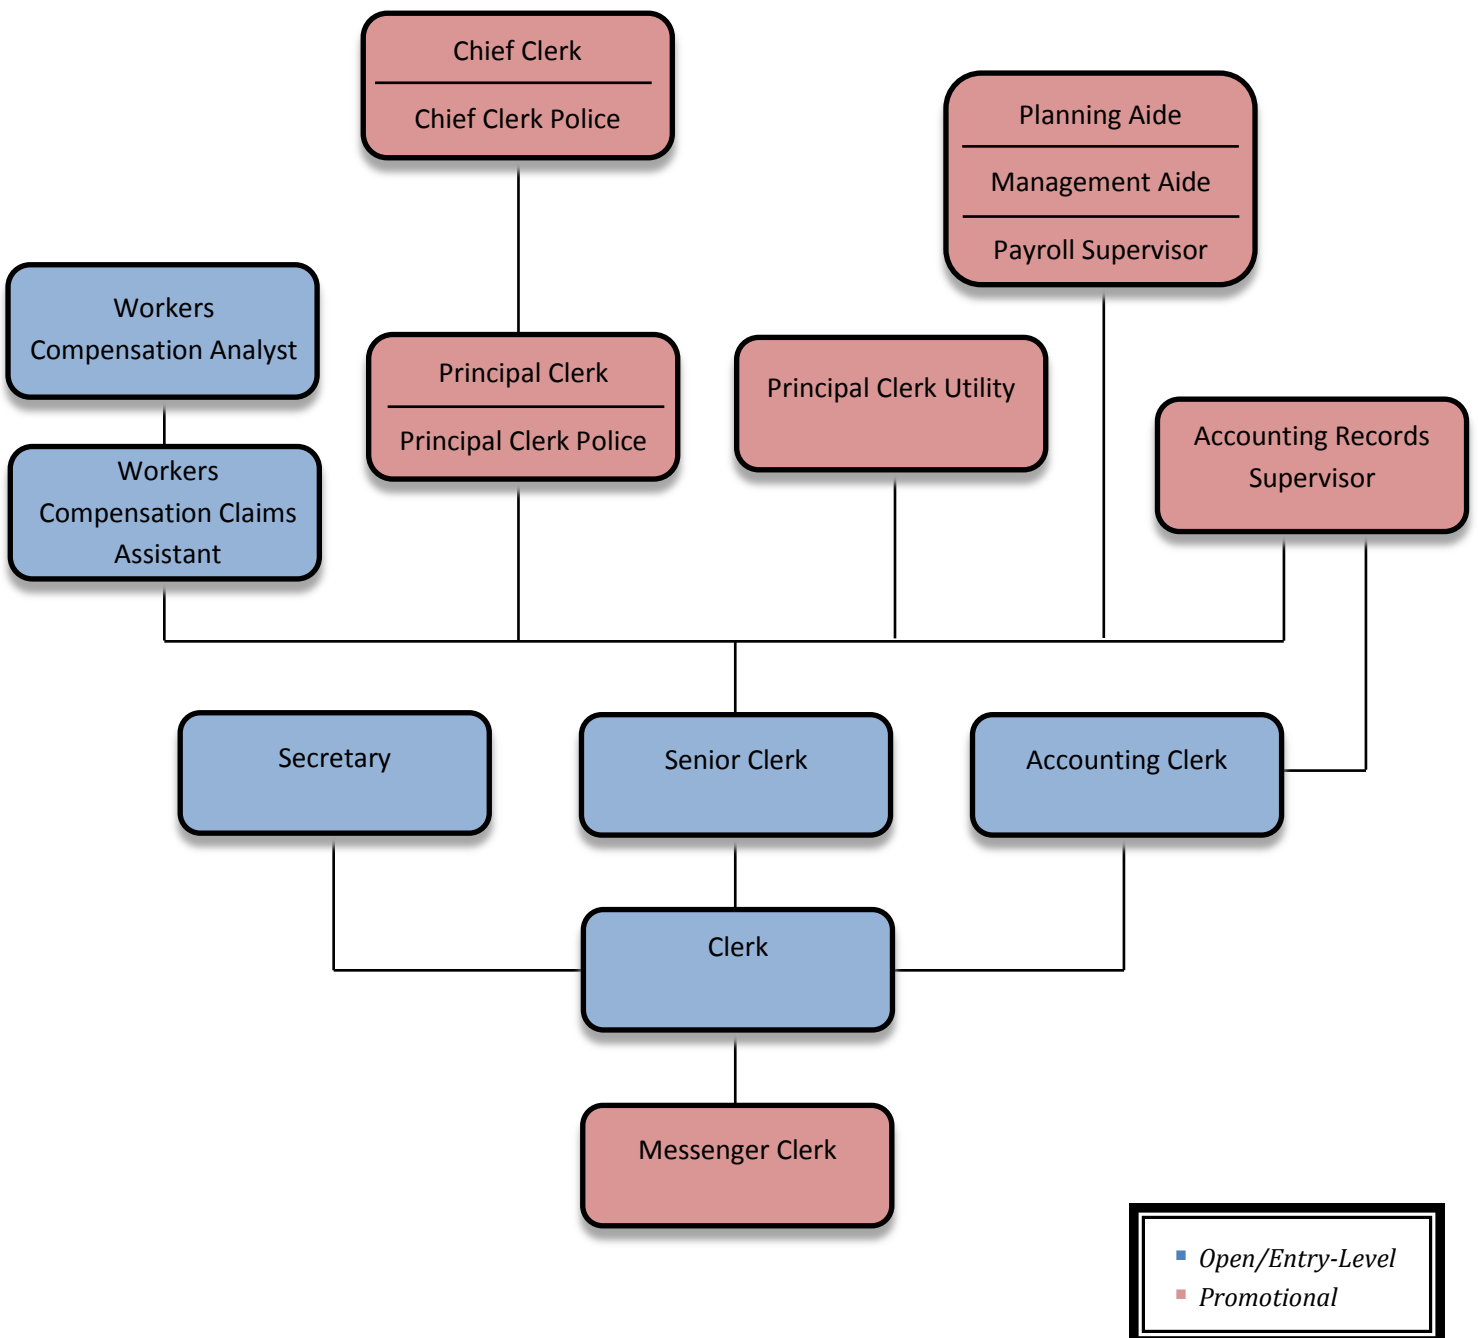 Chief Clerk
Chief Clerk Police
Planning Aide
Management Aide
Payroll Supervisor
Workers
Compensation Analyst
Principal Clerk
Principal Clerk Police
Principal Clerk Utility
Accounting Records
Supervisor
Workers
Compensation Claims
Assistant
Secretary
Senior Clerk
Accounting Clerk
Clerk
Messenger Clerk
Open/Entry-Level
Promotional